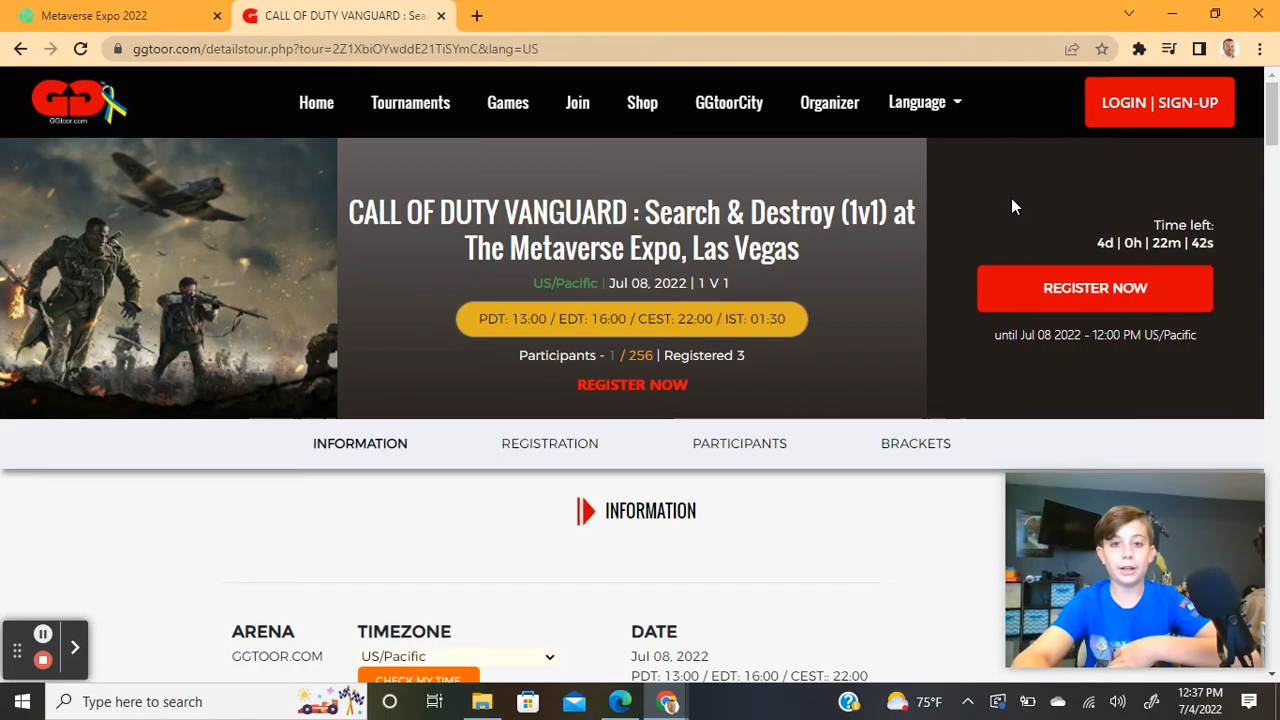 Metaverse Expo 2022
CALL OF DUTY VANGUARD : Sea
ggtoor.com/detailstour.php?tour=2Z1XbiOYwddE21TiSYmC&lang=US
GG
GGtoor.com
Home
Tournaments
Games
Join
Shop
GGtoorCity
Organizer
Language
LOGIN | SIGN-UP
CALL OF DUTY VANGUARD : Search & Destroy (1v1) at
The Metaverse Expo, Las Vegas
US/Pacific | Jul 08, 2022 | 1 V 1
PDT: 13:00 / EDT: 16:00 / CEST: 22:00 / IST: 01:30
Participants - 1 / 256 | Registered 3
REGISTER NOW
Time left:
4d | 0h | 22m | 42s
REGISTER NOW
until Jul 08 2022 - 12:00 PM US/Pacific
INFORMATION
REGISTRATION
PARTICIPANTS
BRACKETS
INFORMATION
ARENA
GGTOOR.COM
TIMEZONE
US/Pacific
CHECK MY TIME
DATE
Jul 08, 2022
PDT: 13:00 / EDT: 16:00 / CEST:: 22:00
Type here to search
75°F
12:37 PM
7/4/2022